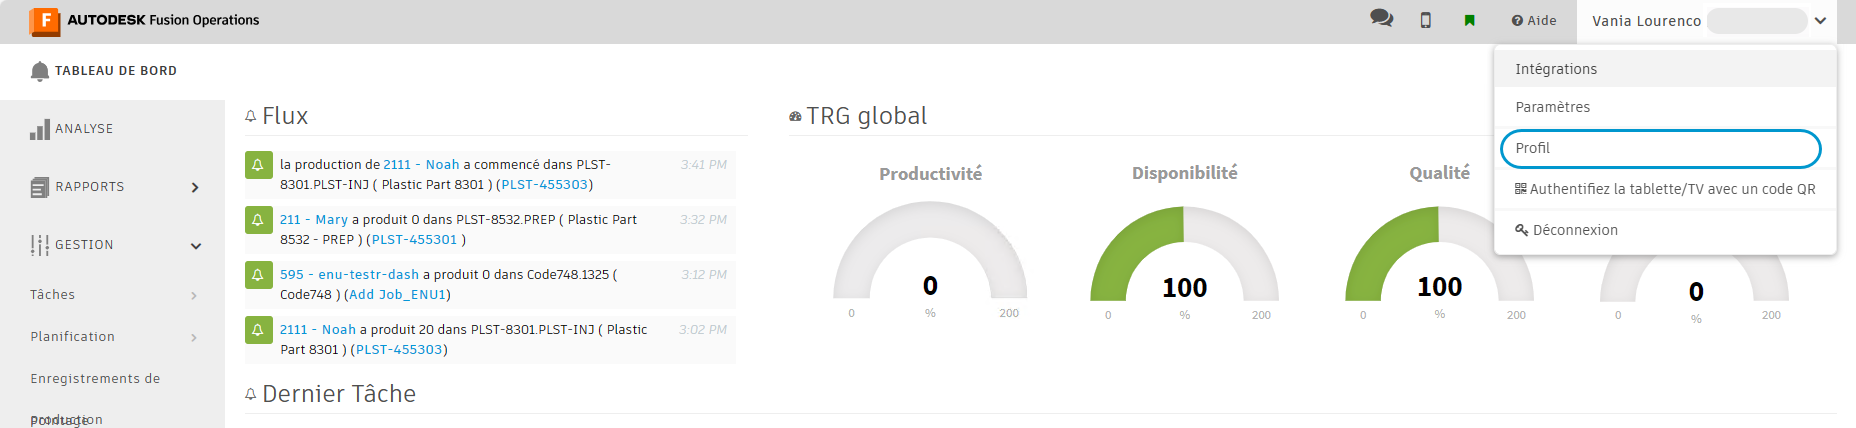 AUTODESK Fusion Operations
Aide
Vania Lourenco
TABLEAU DE BORD
Intégrations
Paramètres
Profil
Authentifiez la tablette/TV avec un code QR
Déconnexion
ANALYSE
RAPPORTS
GESTION
Tâches
Planification
Enregistrements de
production
Pointage
Flux
la production de 2111 - Noah a commencé dans PLST-
8301.PLST-INJ ( Plastic Part 8301 ) (PLST-455303)
3:41 PM
211 - Mary a produit 0 dans PLST-8532.PREP ( Plastic Part
8532 - PREP ) (PLST-455301 )
3:32 PM
595 - enu-testr-dash a produit 0 dans Code748.1325 (
Code748 ) (Add Job_ENU1)
3:12 PM
2111 - Noah a produit 20 dans PLST-8301.PLST-INJ ( Plastic
Part 8301 ) (PLST-455303)
3:02 PM
Dernier Tâche
TRG global
Productivité
0
0 % 200
Disponibilité
100
0 % 200
Qualité
100
0 % 200
0
0 % 200